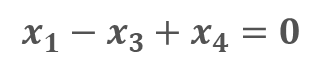 x₁ − x₃ + x₄ = 0